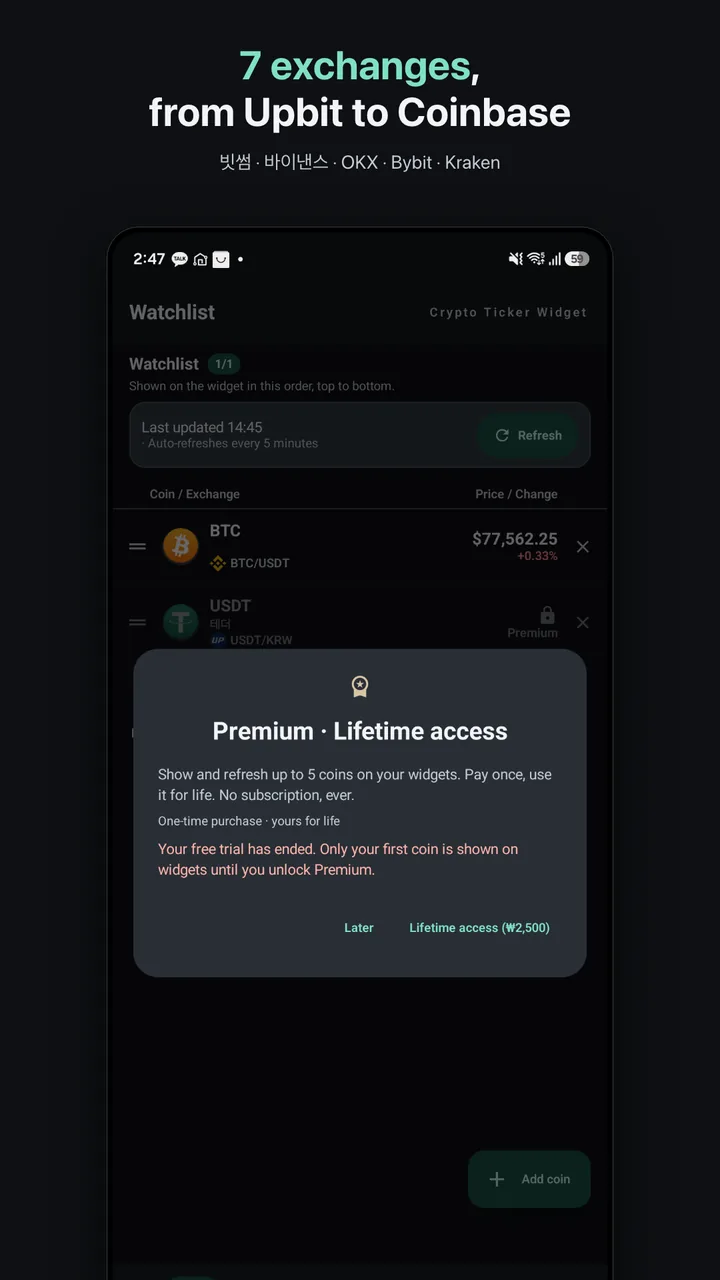 7 exchanges,
from Upbit to Coinbase
빗썸 · 바이낸스 · OKX · Bybit · Kraken
2:47 TALK
59
Watchlist
Crypto Ticker Widget
Watchlist 1/1
Shown on the widget in this order, top to bottom.
Last updated 14:45
· Auto-refreshes every 5 minutes
Refresh
Coin / Exchange
Price / Change
BTC
BTC/USDT
$77,562.25
+0.33%
USDT
테더
UP USDT/KRW
Premium
Premium · Lifetime access
Show and refresh up to 5 coins on your widgets. Pay once, use
it for life. No subscription, ever.
One-time purchase · yours for life
Your free trial has ended. Only your first coin is shown on
widgets until you unlock Premium.
Later
Lifetime access (₩2,500)
Add coin